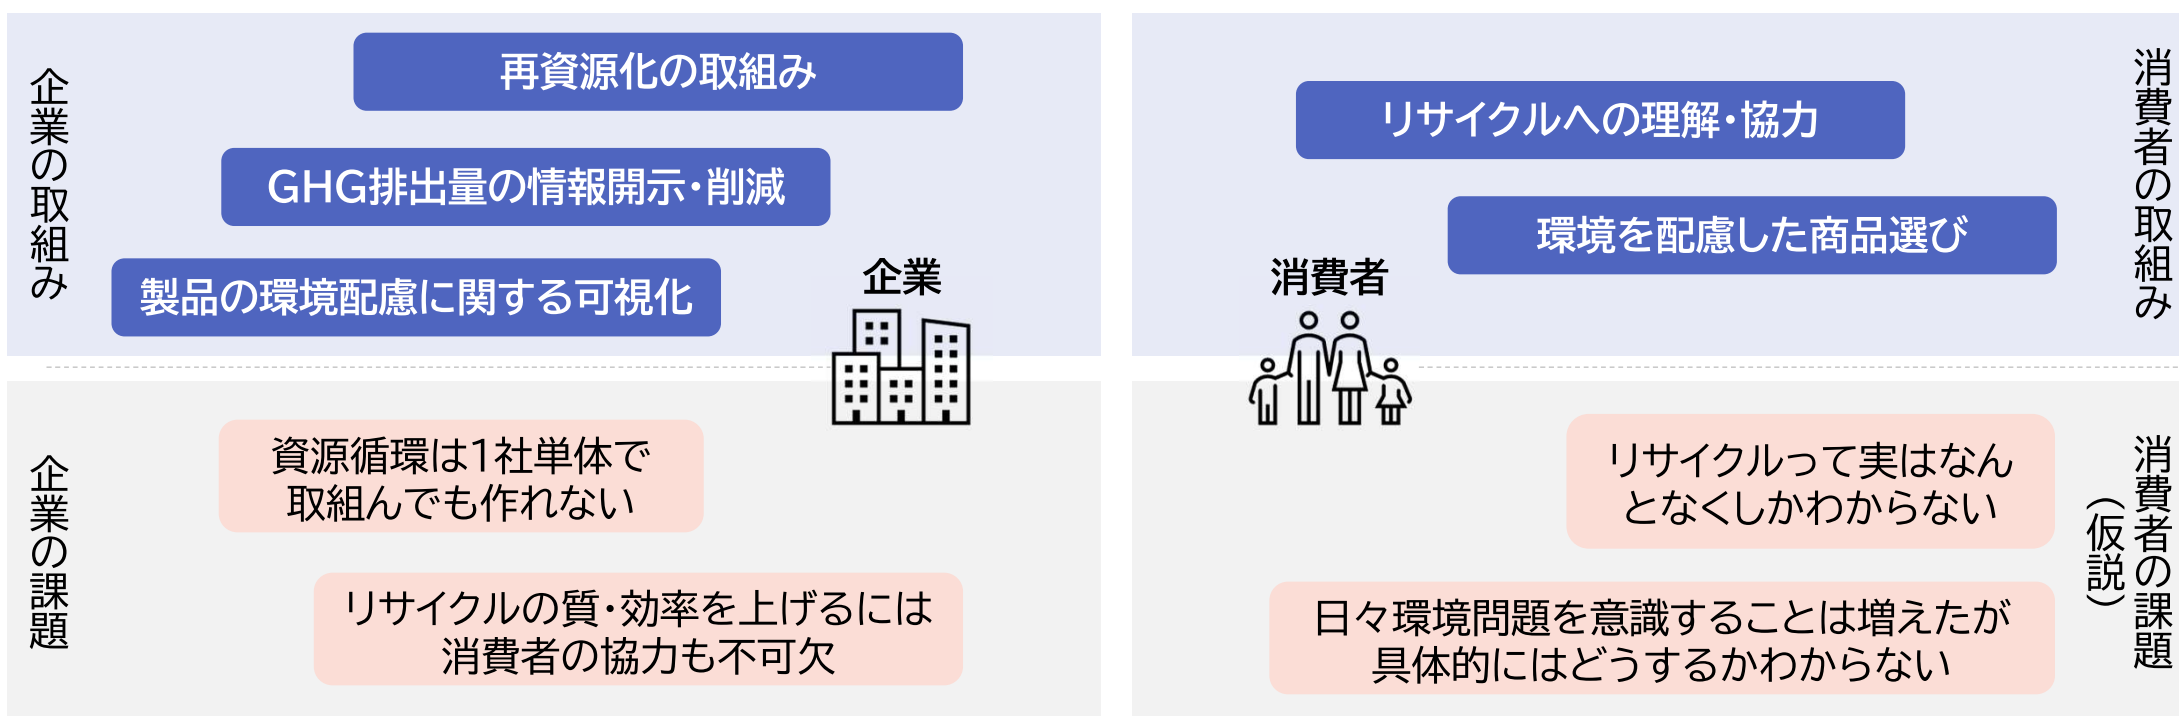 企業の取組み
再資源化の取組み
GHG排出量の情報開示・削減
製品の環境配慮に関する可視化
企業
企業の課題
資源循環は1社単体で
取組んでも作れない
リサイクルの質・効率を上げるには
消費者の協力も不可欠
消費者の取組み
リサイクルへの理解・協力
環境を配慮した商品選び
消費者
消費者の課題
（仮説）
リサイクルって実はなん
となくしかわからない
日々環境問題を意識することは増えたが
具体的にはどうするかわからない